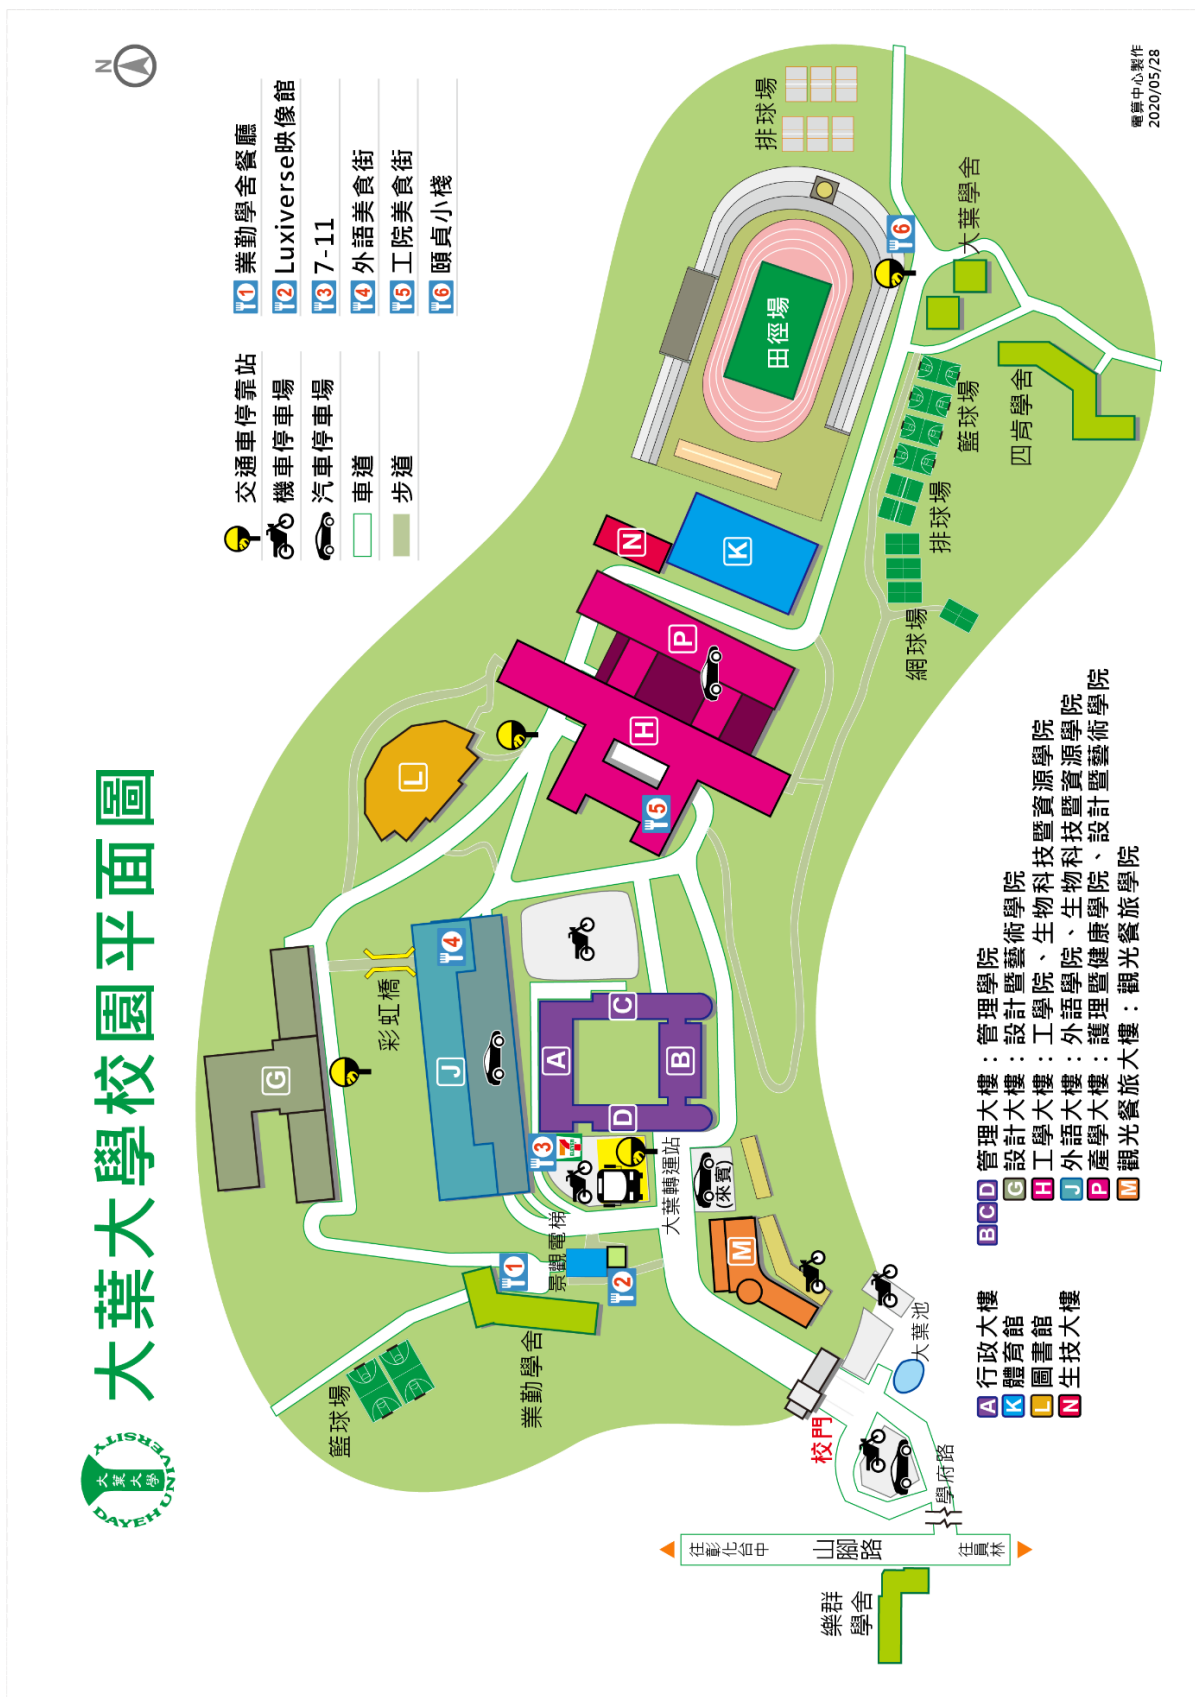 大葉大學
DAYEH UNIVERSITY
大葉大學校園平面圖
N
交通車停靠站
機車停車場
汽車停車場
車道
步道
1 業勤學舍餐廳
2 Luxiverse映像館
3 7-11
4 外語美食街
5 工院美食街
6 頤貞小棧
電算中心製作
2020/05/28
排球場
田徑場
6
大葉學舍
籃球場
四肯學舍
排球場
網球場
N
K
P
H
5
L
G
彩虹橋
4
J
A
B
C
D
3
7
大葉轉運站
(來賓)
景觀電梯
1
2
M
業勤學舍
籃球場
大葉池
校門
學府路
往彰化台中
山腳路
往員林
樂群
學舍
A 行政大樓
K 體育館
L 圖書館
N 生技大樓
B C D 管理大樓：管理學院
G 設計大樓：設計暨藝術學院
H 工學大樓：工學院、生物科技暨資源學院
J 外語大樓：外語學院、生物科技暨資源學院
P 產學大樓：護理暨健康學院、設計暨藝術學院
M 觀光餐旅大樓：觀光餐旅學院